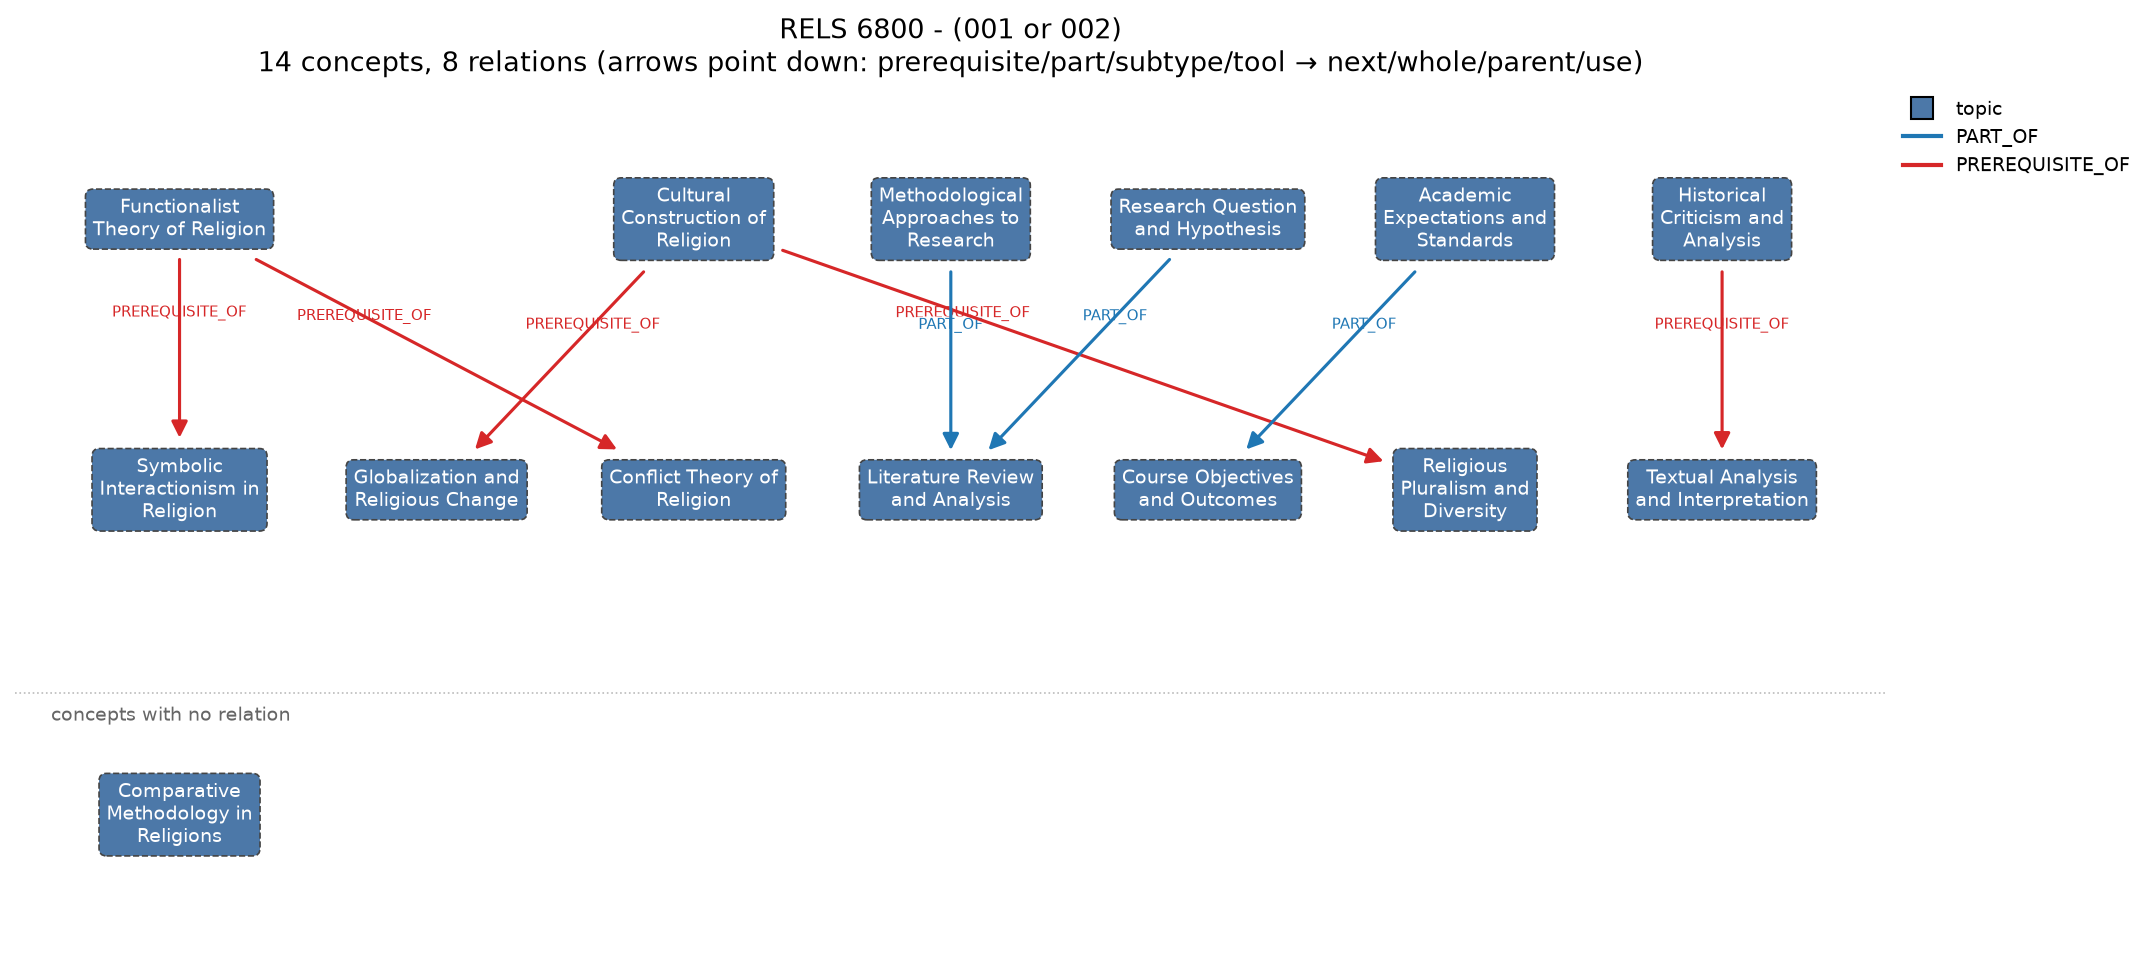 RELS 6800 - (001 or 002)
14 concepts, 8 relations (arrows point down: prerequisite/part/subtype/tool → next/whole/parent/use)
topic
PART_OF
PREREQUISITE_OF
Functionalist
Theory of Religion
Cultural
Construction of
Religion
Methodological
Approaches to
Research
Research Question
and Hypothesis
Academic
Expectations and
Standards
Historical
Criticism and
Analysis
PREREQUISITE_OF
PREREQUISITE_OF
PREREQUISITE_OF
PREREQUISITE_OF
PART_OF
PART_OF
PART_OF
PREREQUISITE_OF
Symbolic
Interactionism in
Religion
Globalization and
Religious Change
Conflict Theory of
Religion
Literature Review
and Analysis
Course Objectives
and Outcomes
Religious
Pluralism and
Diversity
Textual Analysis
and Interpretation
concepts with no relation
Comparative
Methodology in
Religions